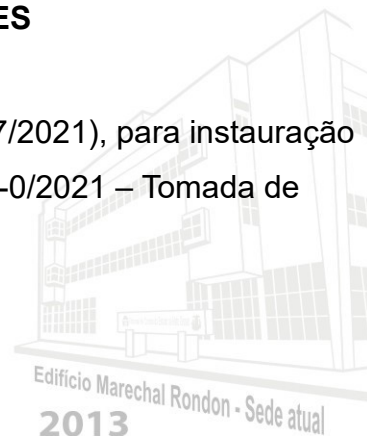 ES
7/2021), para instauração
-0/2021 – Tomada de
Edifício Marechal Rondon - Sede atual
2013